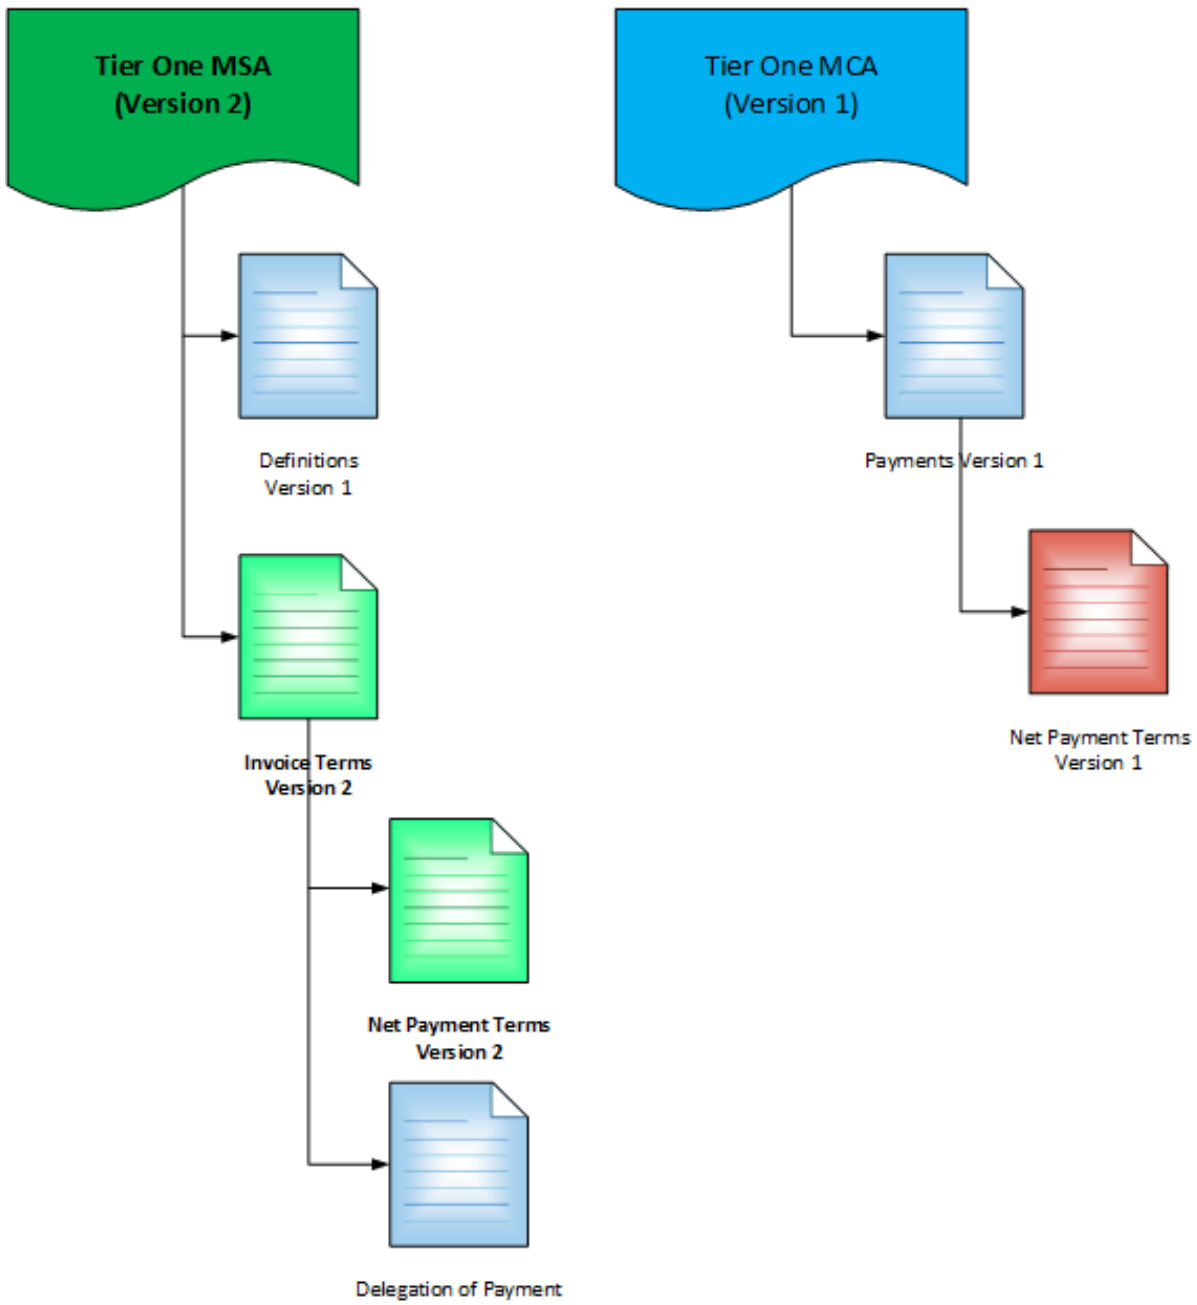 Tier One MSA
(Version 2)
Tier One MCA
(Version 1)
Definitions
Version 1
Payments Version 1
Invoice Terms
Version 2
Net Payment Terms
Version 1
Net Payment Terms
Version 2
Delegation of Payment